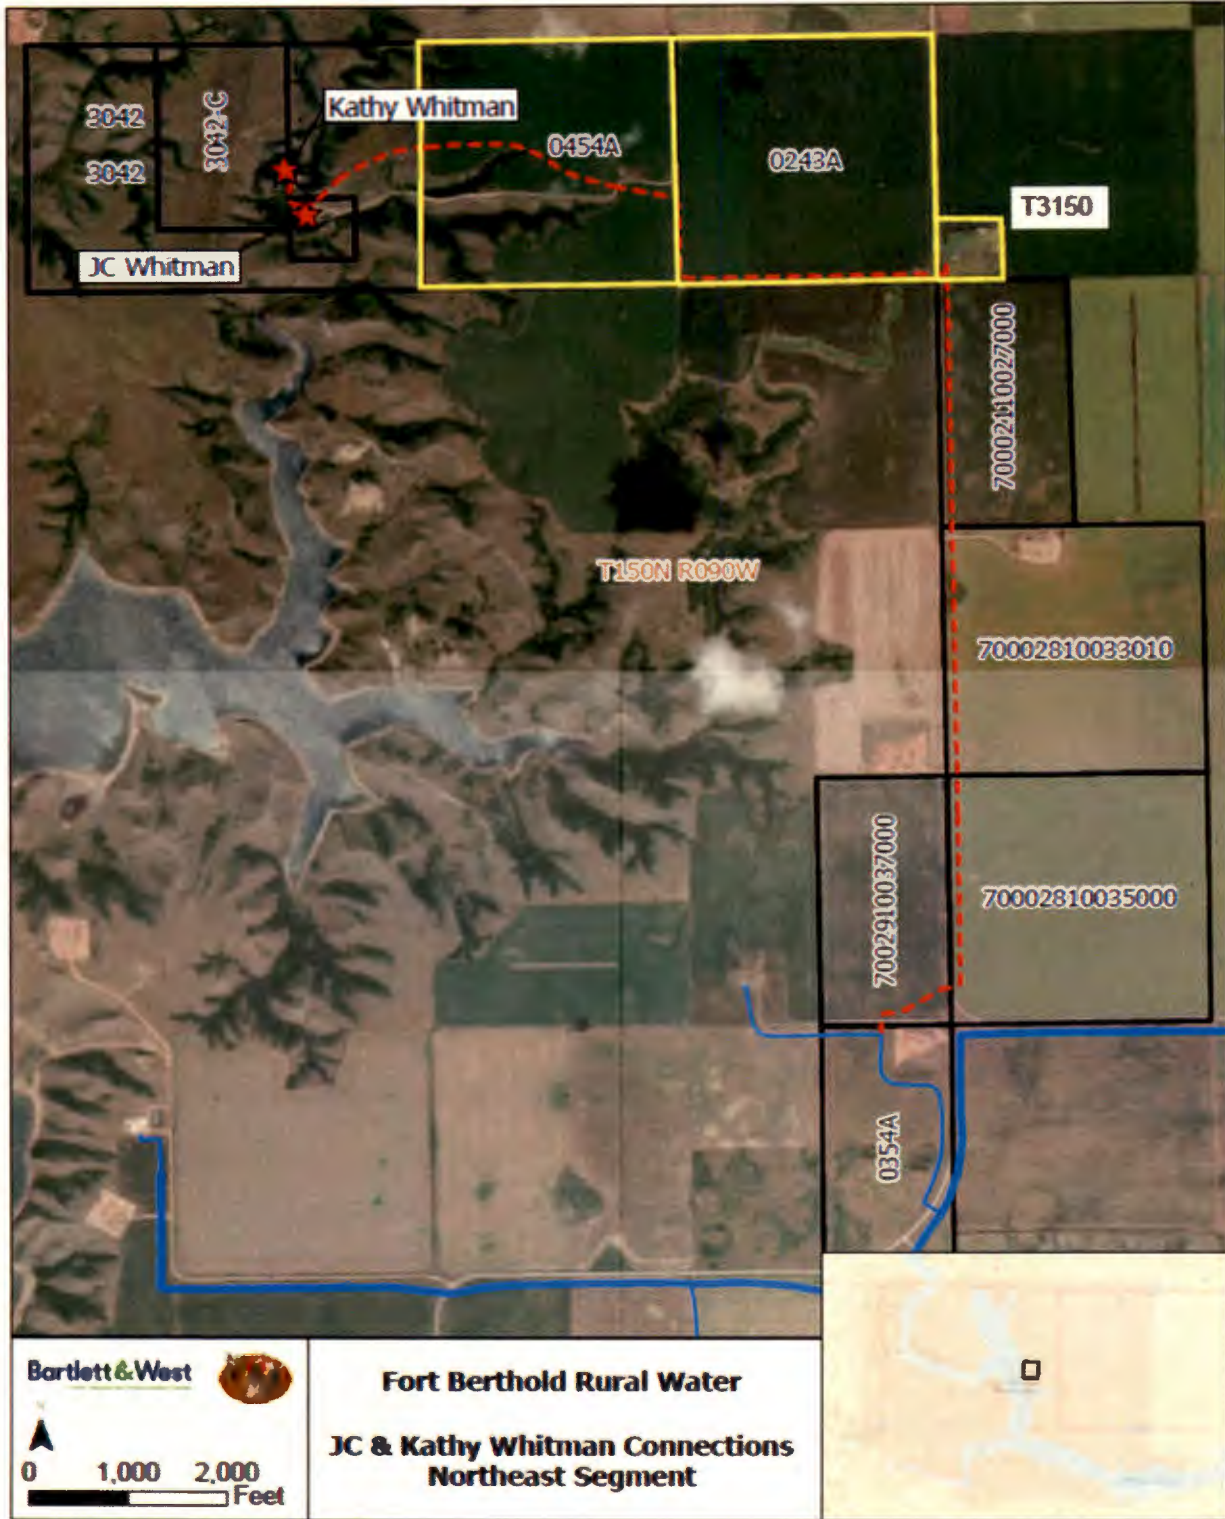 3042
3042
3042-C
Kathy Whitman
0454A
0243A
T3150
JC Whitman
70002110027000
T150N R090W
70002810033010
70002910037000
70002810035000
0354A
Bartlett&West
0 1,000 2,000
Feet
Fort Berthold Rural Water
JC & Kathy Whitman Connections
Northeast Segment